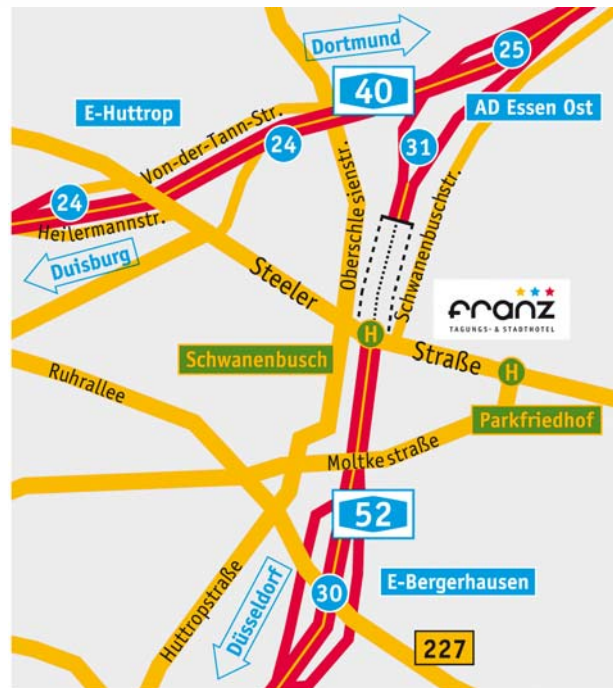 Dortmund
25
40
E-Huttrop
AD Essen Ost
Von-der-Tann-Str.
24
31
24
Heilermannstr.
Duisburg
Oberschlesienstr.
Schwanenbuschstr.
Steeler
franz
TAGUNGS- & STADTHOTEL
H
Schwanenbusch
Straße
H
Ruhrallee
Parkfriedhof
Moltkestraße
52
E-Bergerhausen
30
Huttropstraße
Düsseldorf
227